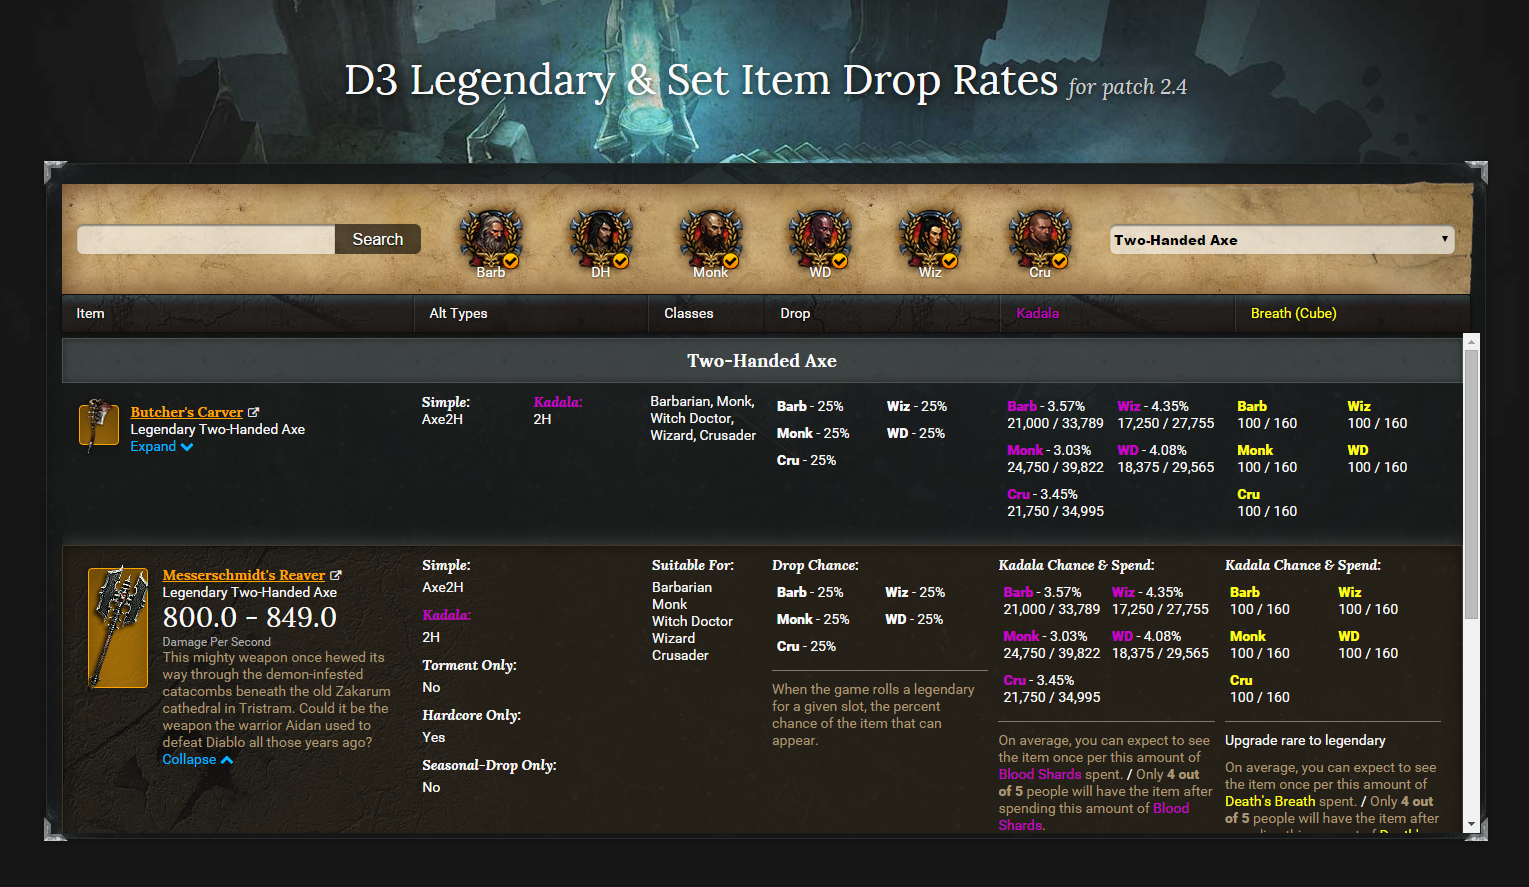 D3 Legendary & Set Item Drop Rates for patch 2.4
Search
Barb
DH
Monk
WD
Wiz
Cru
Two-Handed Axe
Item
Alt Types
Classes
Drop
Kadala
Breath (Cube)
Two-Handed Axe
Butcher's Carver
Legendary Two-Handed Axe
Expand
Simple:
Axe2H
Kadala:
2H
Barbarian, Monk,
Witch Doctor,
Wizard, Crusader
Barb - 25%
Wiz - 25%
Monk - 25%
WD - 25%
Cru - 25%
Barb - 3.57%
21,000 / 33,789
Wiz - 4.35%
17,250 / 27,755
Monk - 3.03%
24,750 / 39,822
WD - 4.08%
18,375 / 29,565
Cru - 3.45%
21,750 / 34,995
Barb
100 / 160
Wiz
100 / 160
Monk
100 / 160
WD
100 / 160
Cru
100 / 160
Messerschmidt's Reaver
Legendary Two-Handed Axe
800.0 - 849.0
Damage Per Second
This mighty weapon once hewed its
way through the demon-infested
catacombs beneath the old Zakarum
cathedral in Tristram. Could it be the
weapon the warrior Aidan used to
defeat Diablo all those years ago?
Collapse
Simple:
Axe2H
Kadala:
2H
Torment Only:
No
Hardcore Only:
Yes
Seasonal-Drop Only:
No
Suitable For:
Barbarian
Monk
Witch Doctor
Wizard
Crusader
Drop Chance:
Barb - 25%
Wiz - 25%
Monk - 25%
WD - 25%
Cru - 25%
When the game rolls a legendary
for a given slot, the percent
chance of the item that can
appear.
Kadala Chance & Spend:
Barb - 3.57%
21,000 / 33,789
Wiz - 4.35%
17,250 / 27,755
Monk - 3.03%
24,750 / 39,822
WD - 4.08%
18,375 / 29,565
Cru - 3.45%
21,750 / 34,995
On average, you can expect to see
the item once per this amount of
Blood Shards spent. / Only 4 out
of 5 people will have the item after
spending this amount of Blood
Shards.
Kadala Chance & Spend:
Barb
100 / 160
Wiz
100 / 160
Monk
100 / 160
WD
100 / 160
Cru
100 / 160
Upgrade rare to legendary
On average, you can expect to see
the item once per this amount of
Death's Breath spent. / Only 4 out
of 5 people will have the item after